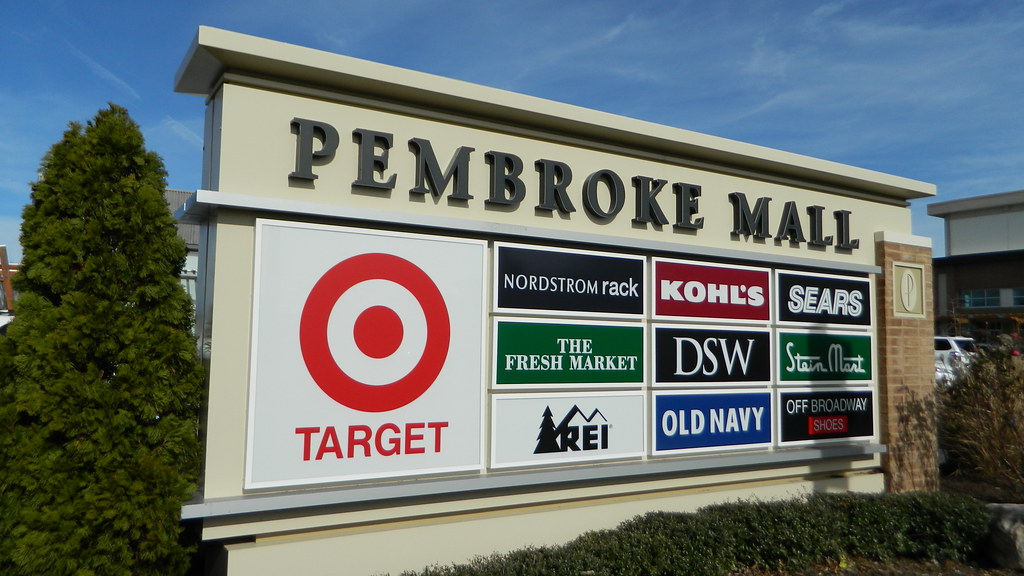 PEMBROKE MALL
TARGET
NORDSTROM rack
KOHL'S
SEARS
THE
FRESH MARKET
DSW
Stein Mart
REI
OLD NAVY
OFF BROADWAY
SHOES
P